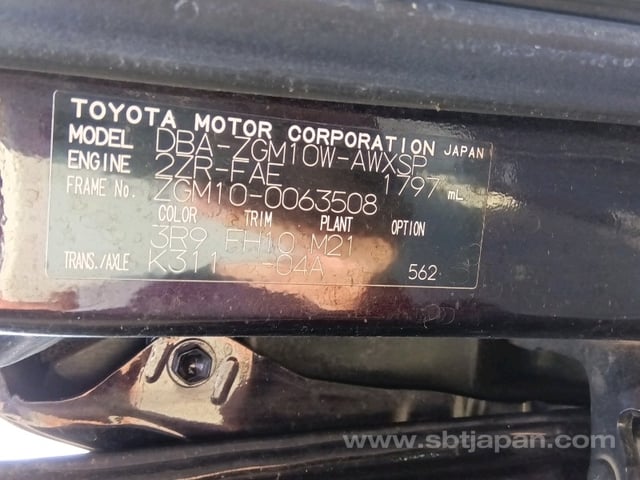 TOYOTA MOTOR CORPORATION JAPAN
MODEL DBA-ZGM10W-AWXSP
ENGINE 2ZR-FAE 1797 mL
FRAME No. ZGM10-0063508
COLOR TRIM PLANT OPTION
3R9 FH10 M21
TRANS./AXLE K311 -04A 562
www.sbtjapan.com